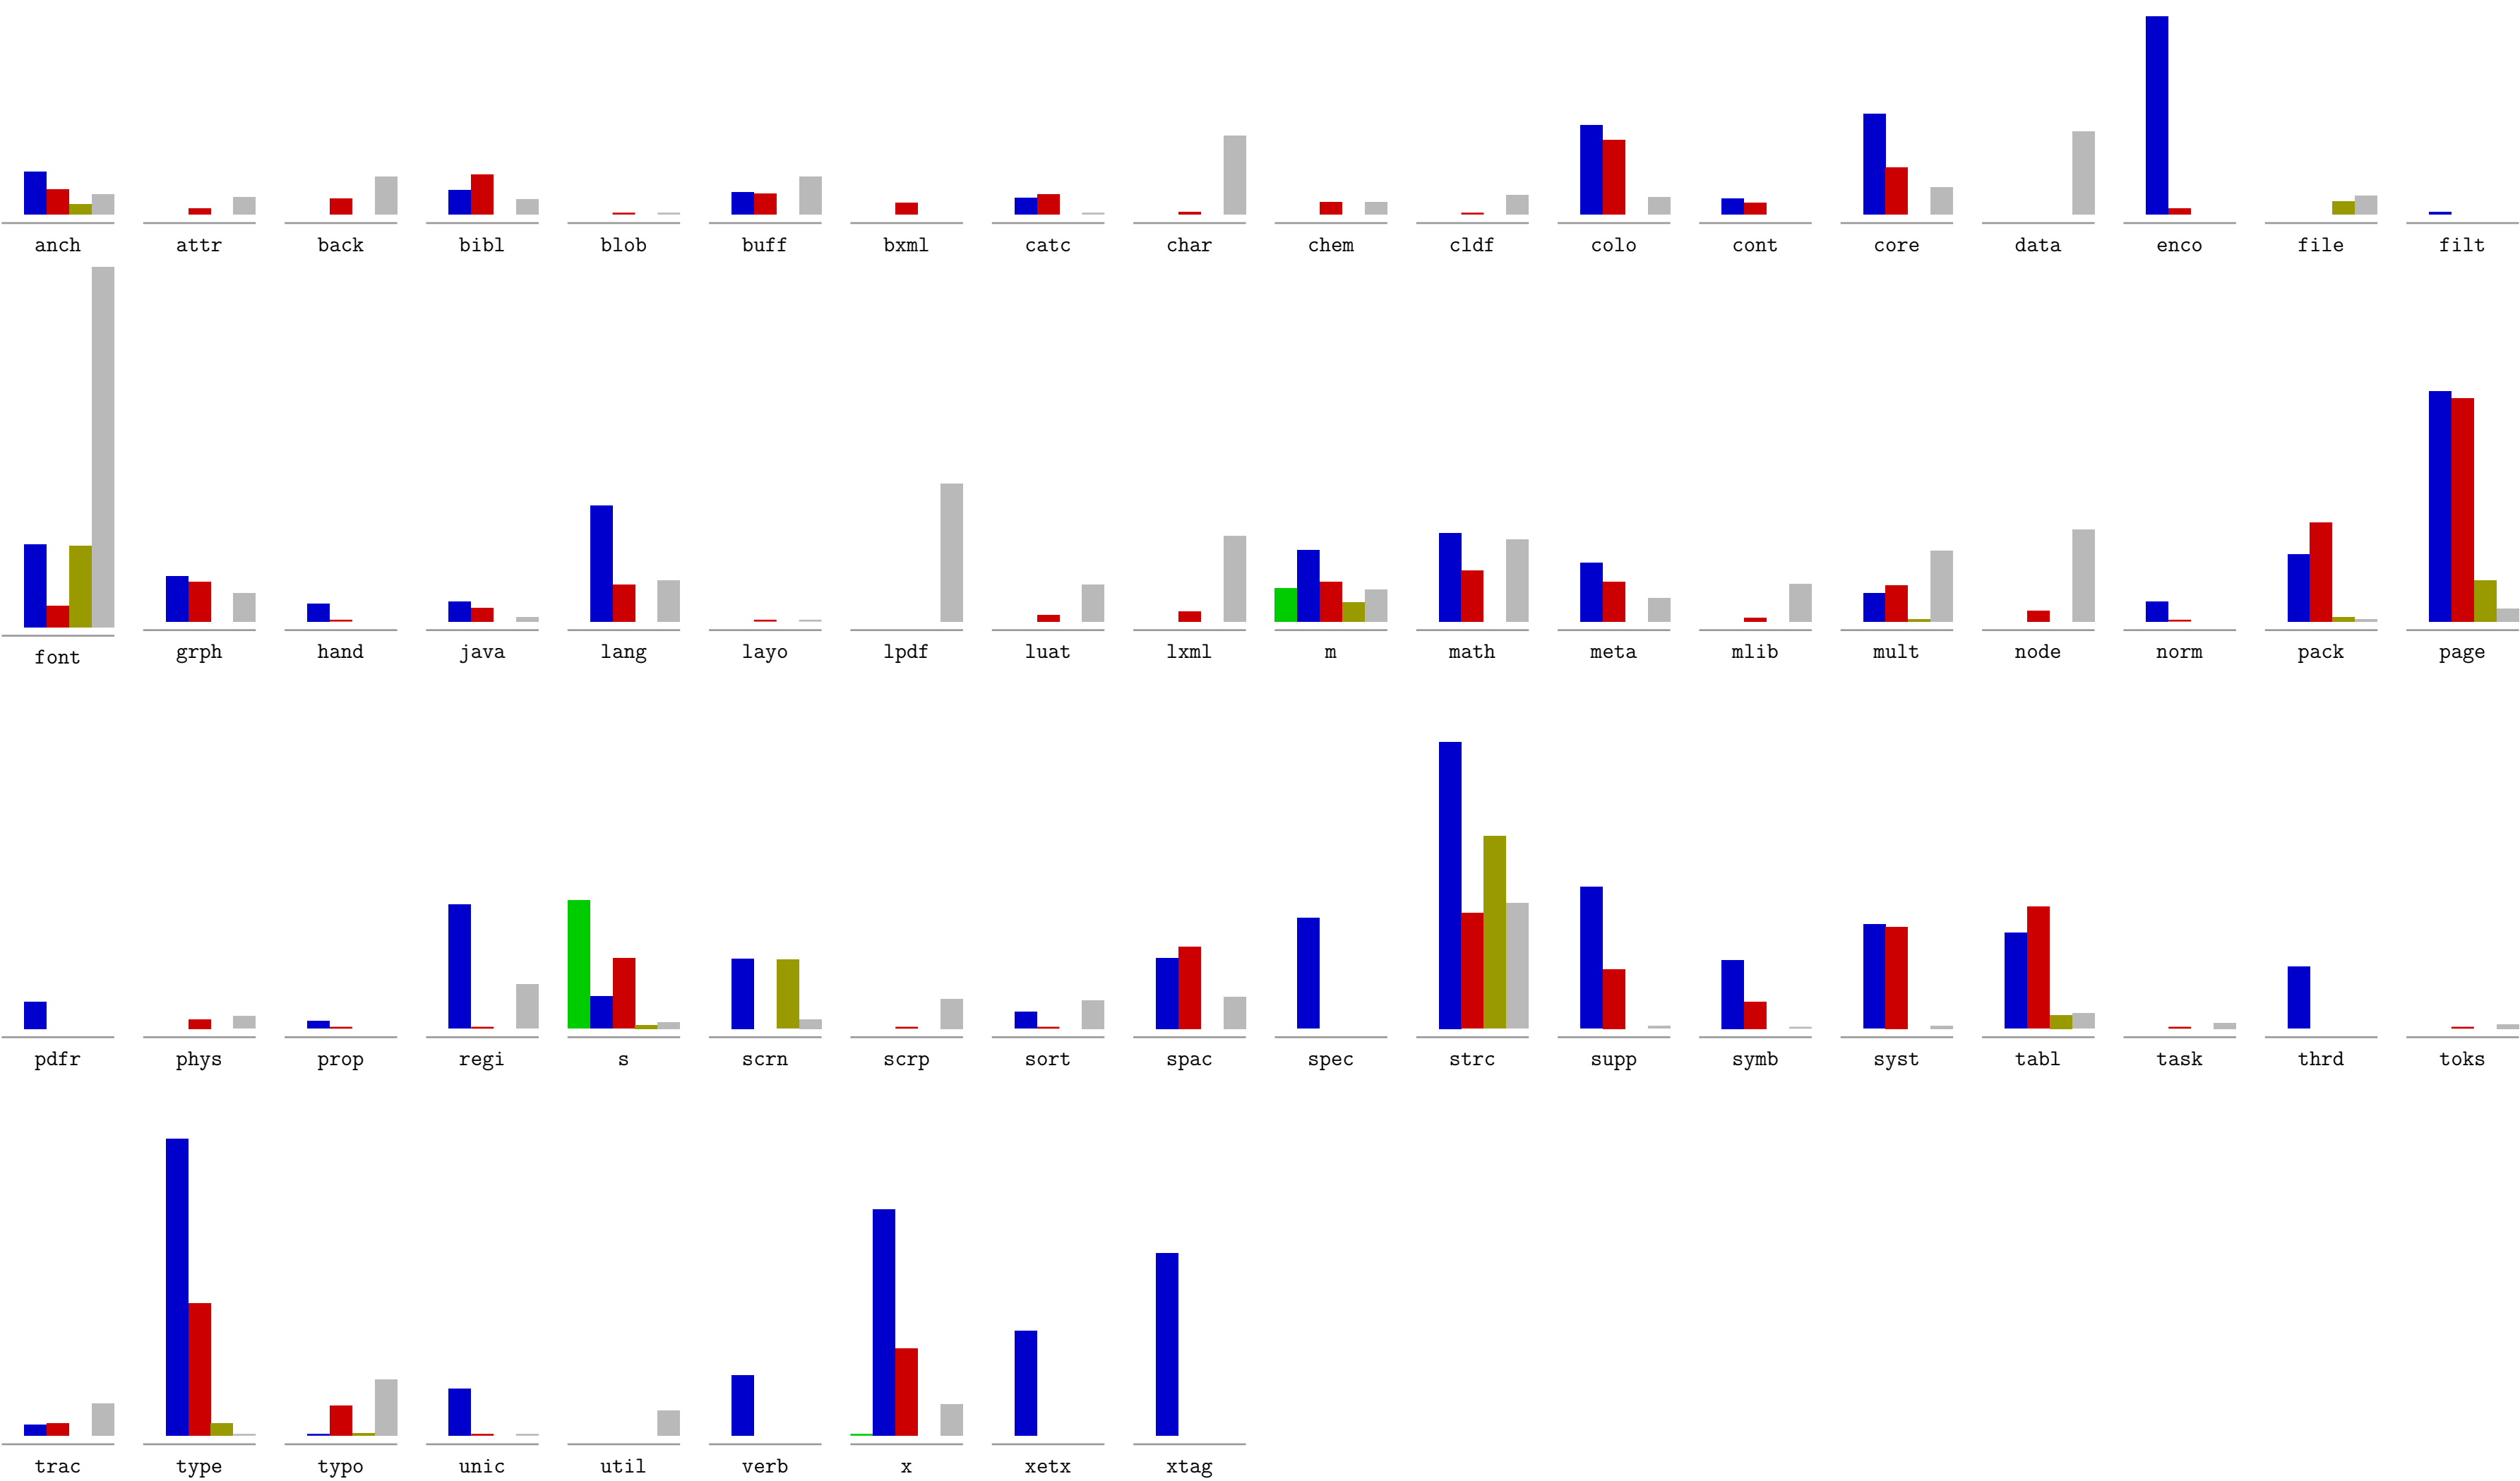 anch attr back bibl blob buff bxml catc char chem cldf colo cont core data enco file filt
font grph hand java lang layo lpdf luat lxml m math meta mlib mult node norm pack page
pdfr phys prop regi s scrn scrp sort spac spec strc supp symb syst tabl task thrd toks
trac type typo unic util verb x xetx xtag